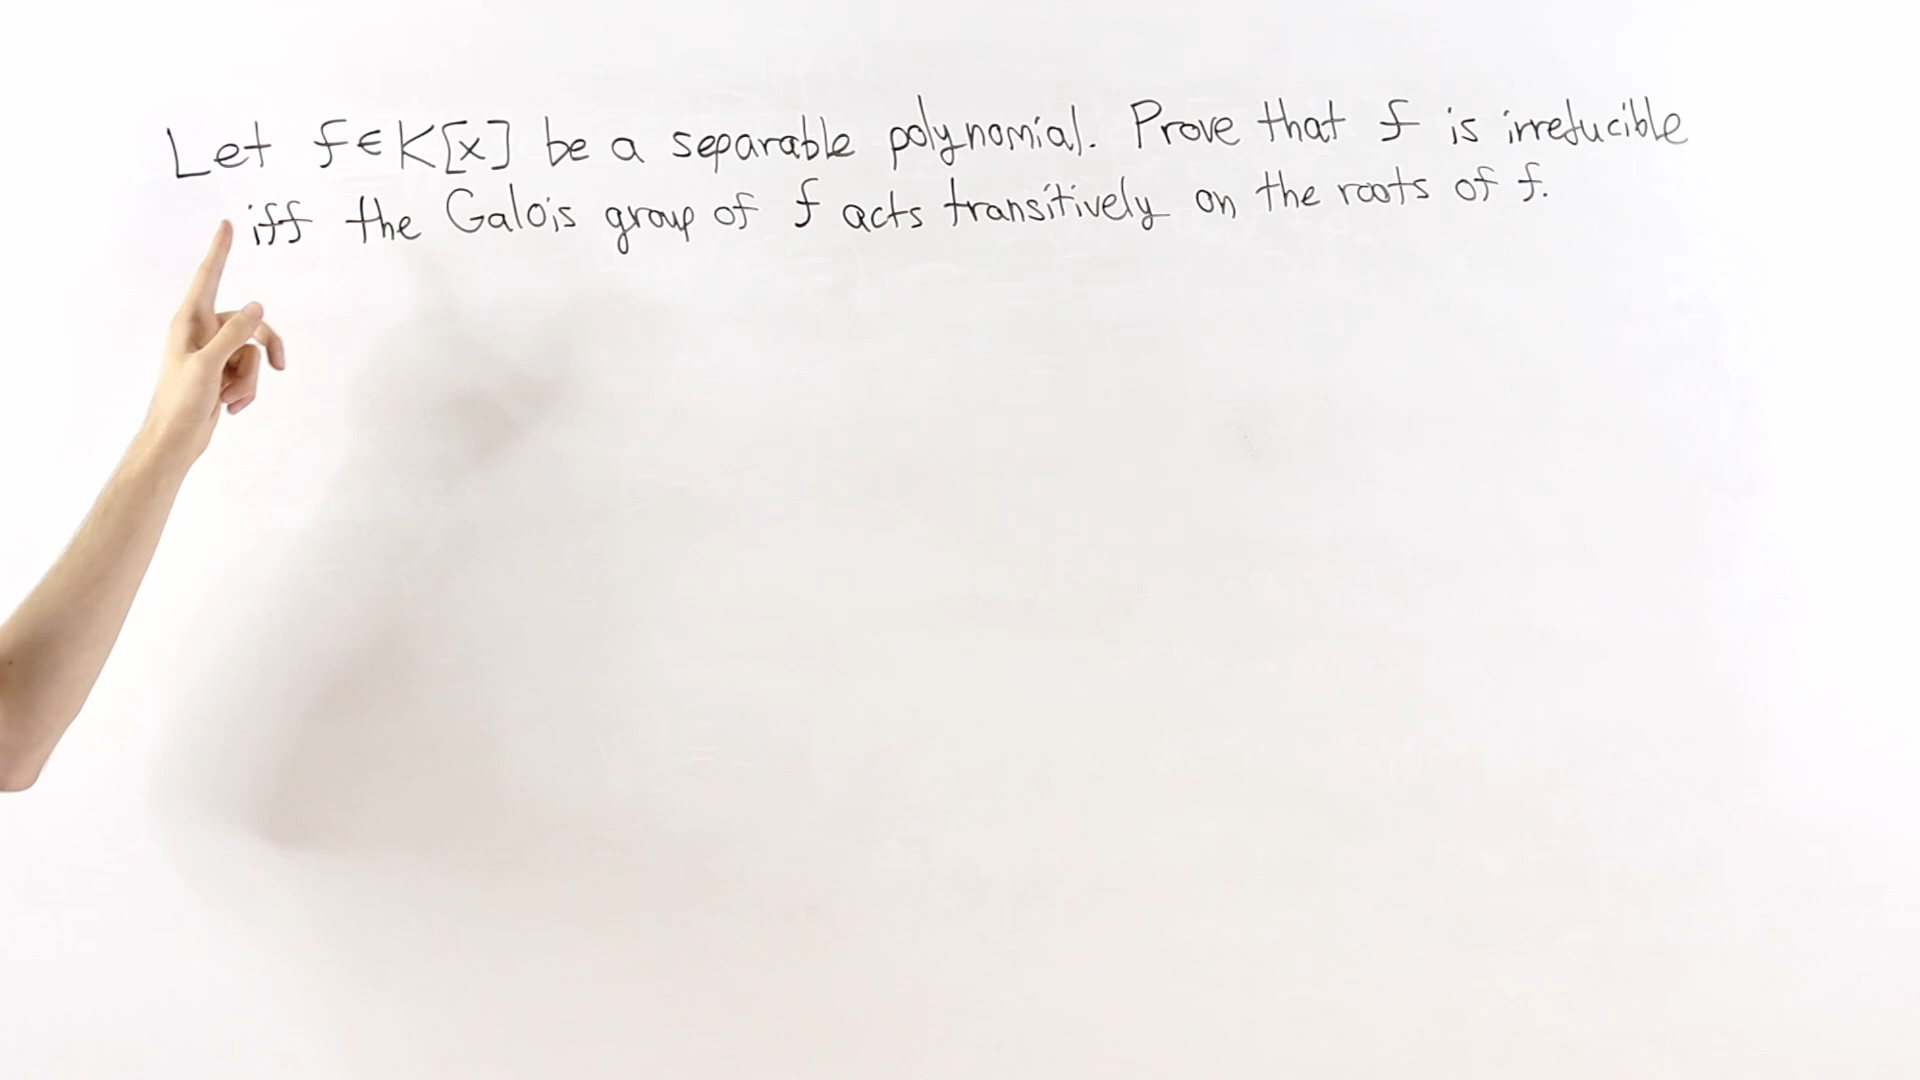 Let f∈K[x] be a separable polynomial. Prove that f is irreducible
iff the Galois group of f acts transitively on the roots of f.